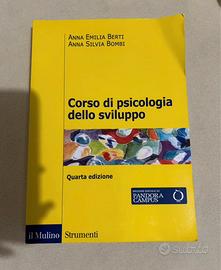 ANNA EMILIA BERTI
ANNA SILVIA BOMBI
Corso di psicologia
dello sviluppo
Quarta edizione
PANDORA
CAMPUS
il Mulino Strumenti
subito